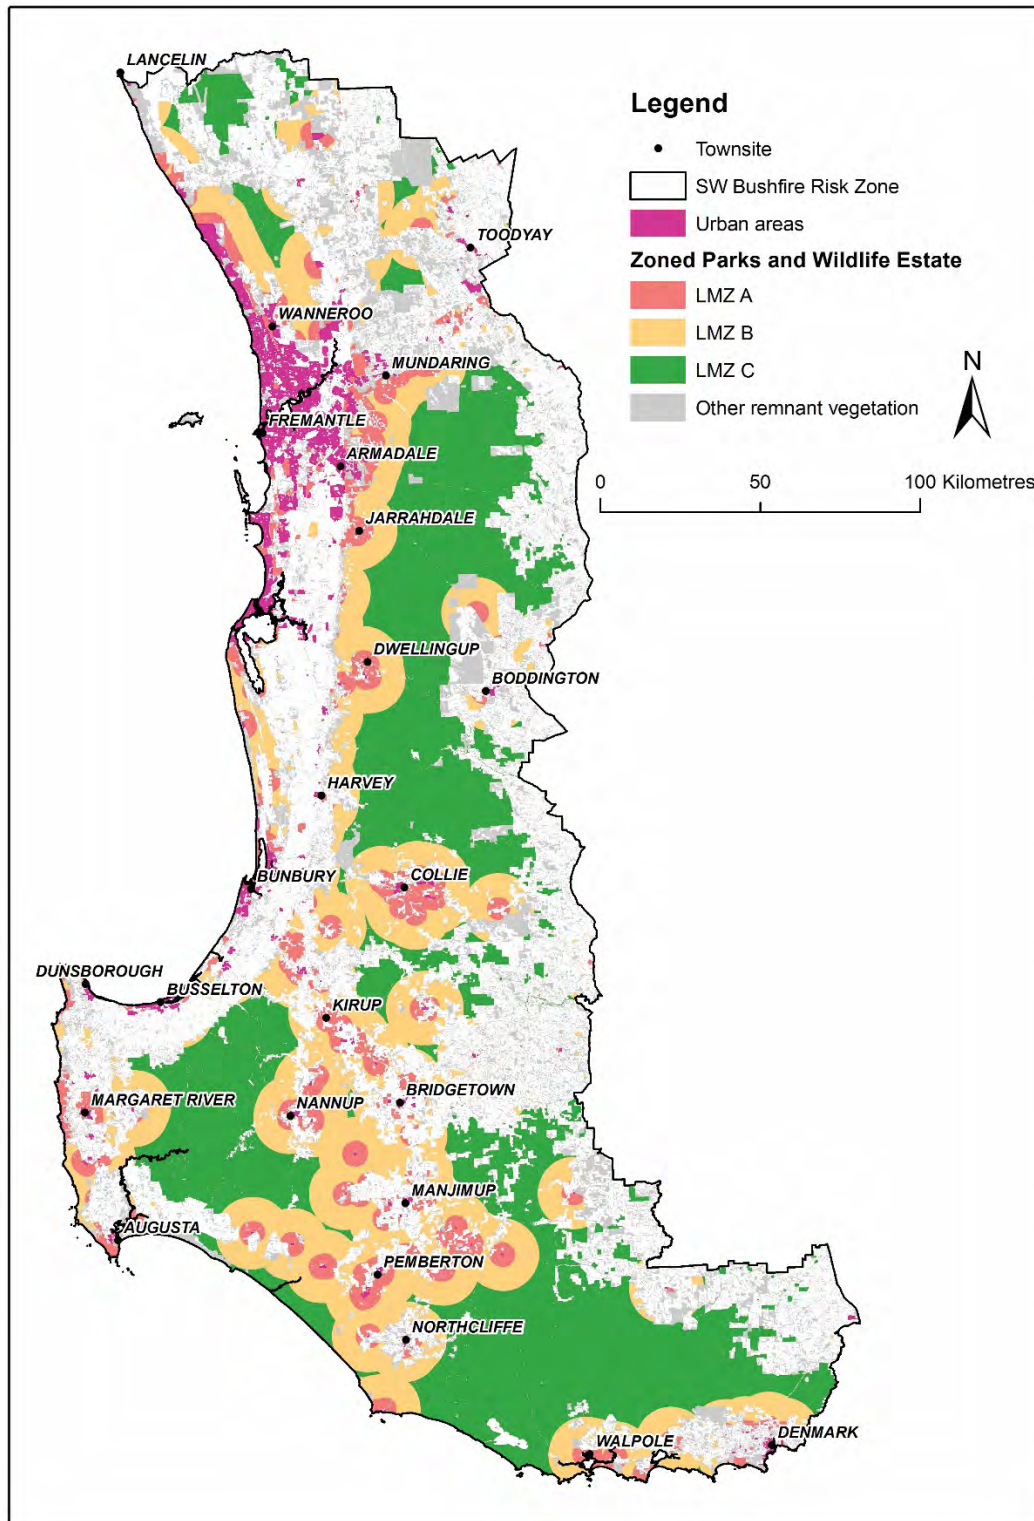 LANCELIN
Legend
Townsite
SW Bushfire Risk Zone
Urban areas
TOODYAY
Zoned Parks and Wildlife Estate
LMZ A
WANNEROO
LMZ B
MUNDARING
LMZ C
N
Other remnant vegetation
FREMANTLE
ARMADALE
0 50 100 Kilometres
JARRAHDALE
DWELLINGUP
BODDINGTON
HARVEY
BUNBURY
COLLIE
DUNSBOROUGH
BUSSELTON
KIRUP
MARGARET RIVER
NANNUP
BRIDGETOWN
MANJIMUP
AUGUSTA
PEMBERTON
NORTHCLIFFE
WALPOLE
DENMARK